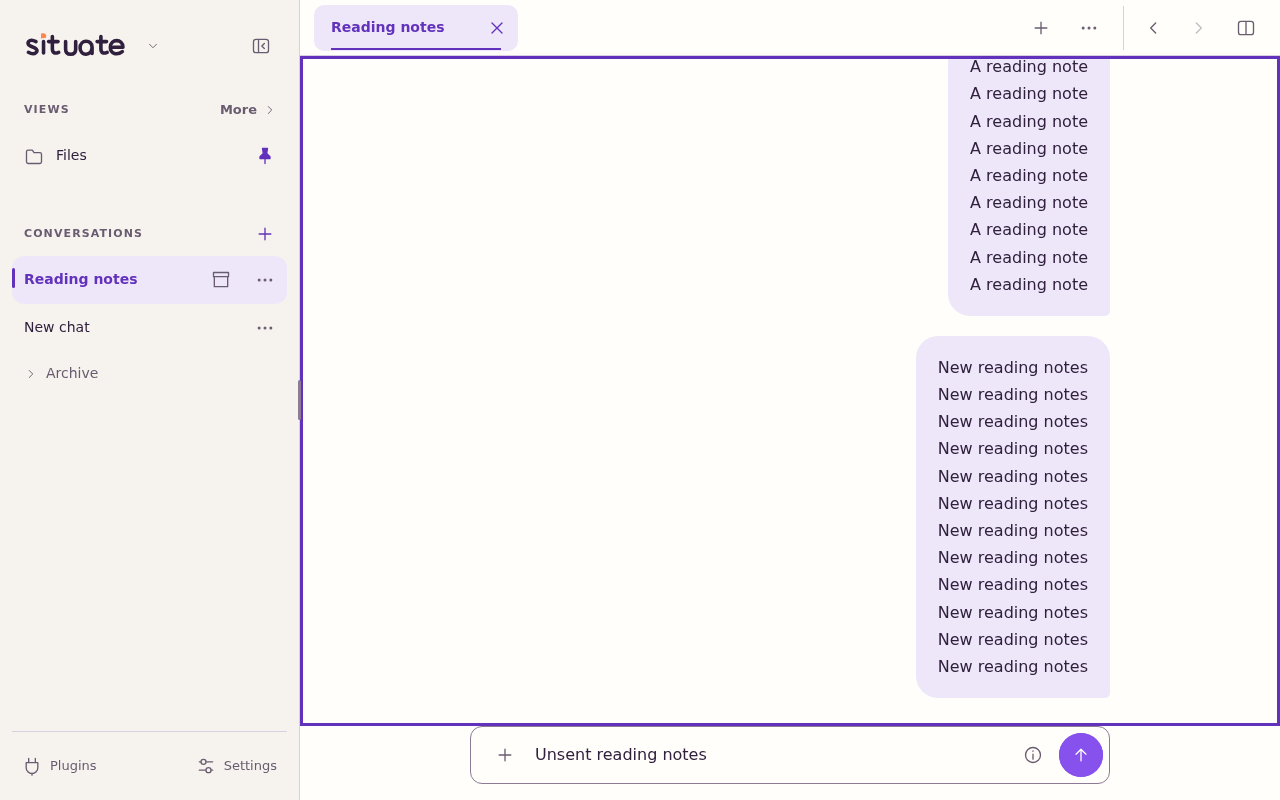 situate
VIEWS
More
Files
CONVERSATIONS
Reading notes
New chat
Archive
Plugins
Settings
Reading notes
A reading note
A reading note
A reading note
A reading note
A reading note
A reading note
A reading note
A reading note
A reading note
New reading notes
New reading notes
New reading notes
New reading notes
New reading notes
New reading notes
New reading notes
New reading notes
New reading notes
New reading notes
New reading notes
New reading notes
Unsent reading notes